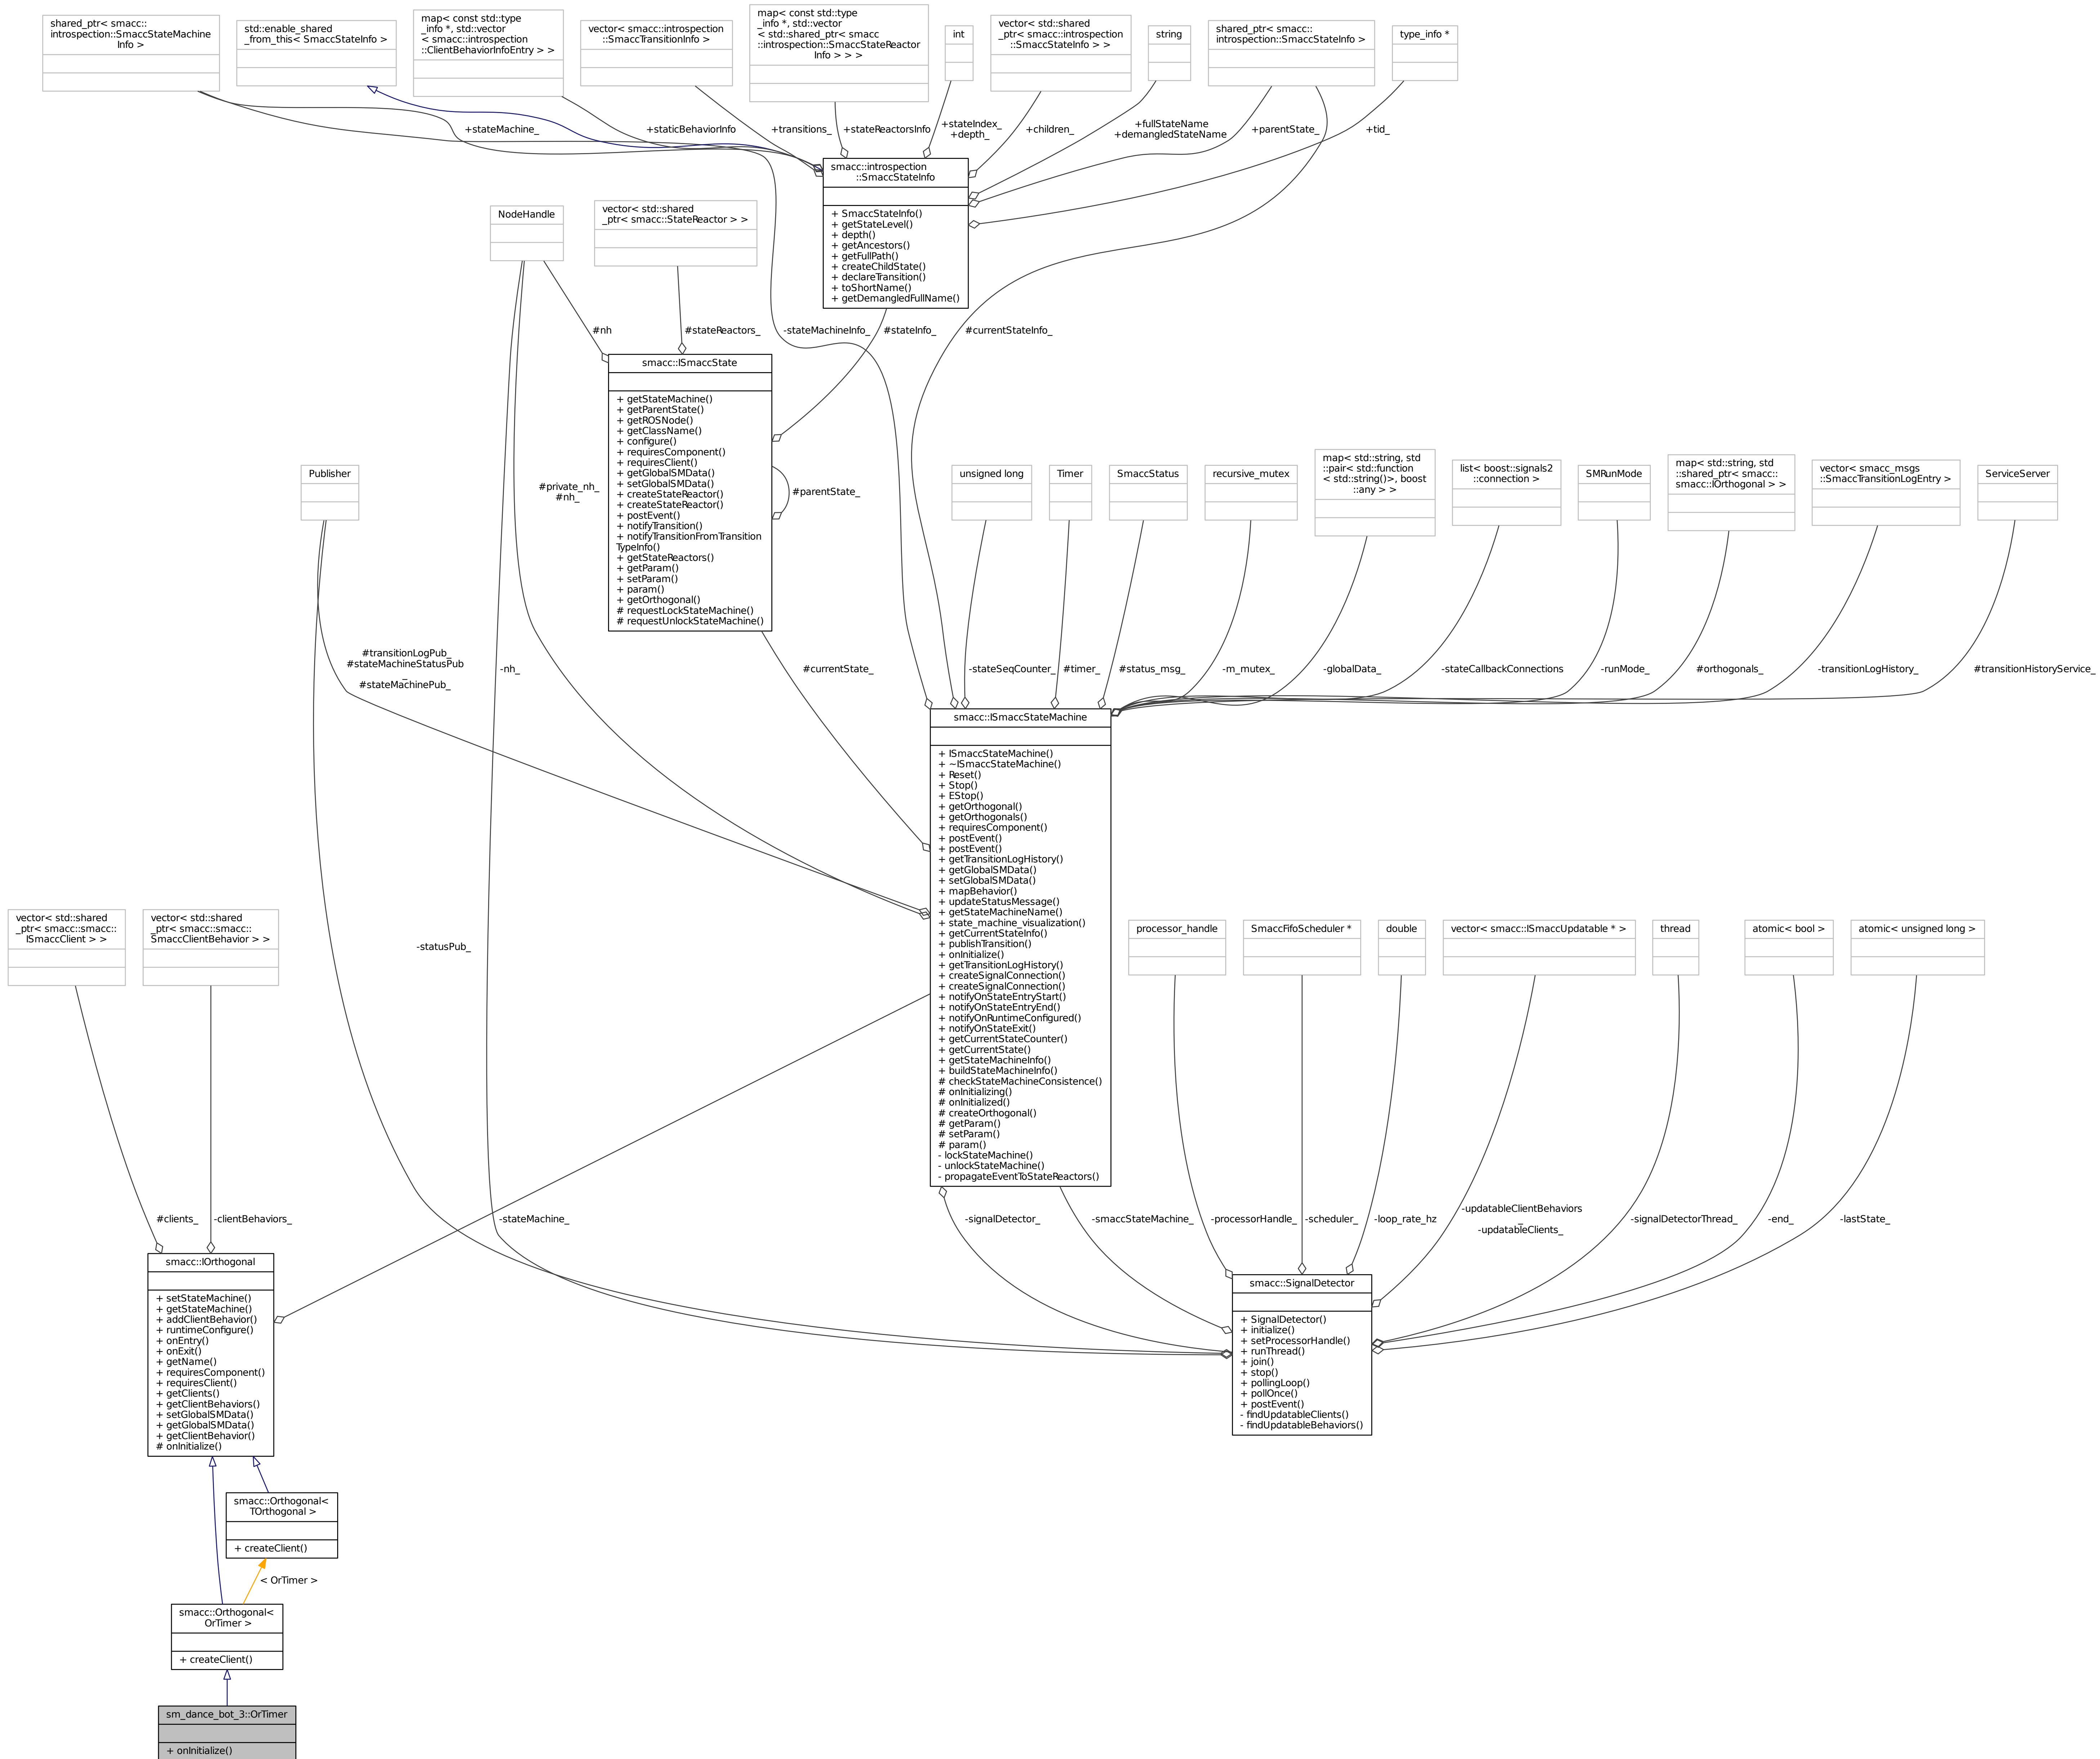 shared_ptr< smacc::
introspection::SmaccStateMachine
Info >
std::enable_shared
_from_this< SmaccStateInfo >
map< const std::type
_info *, std::vector
< smacc::introspection
::ClientBehaviorInfoEntry > >
vector< smacc::introspection
::SmaccTransitionInfo >
map< const std::type
_info *, std::vector
< std::shared_ptr< smacc
::introspection::SmaccStateReactor
Info > > >
int
vector< std::shared
_ptr< smacc::introspection
::SmaccStateInfo > >
string
shared_ptr< smacc::
introspection::SmaccStateInfo >
type_info *
+stateMachine_
+staticBehaviorInfo
+transitions_
+stateReactorsInfo
+stateIndex_
+depth_
+children_
+fullStateName
+demangledStateName
+parentState_
+tid_
smacc::introspection
::SmaccStateInfo
+ SmaccStateInfo()
+ getStateLevel()
+ depth()
+ getAncestors()
+ getFullPath()
+ createChildState()
+ declareTransition()
+ toShortName()
+ getDemangledFullName()
NodeHandle
vector< std::shared
_ptr< smacc::StateReactor > >
#nh
#stateReactors_
-stateMachineInfo_
#stateInfo_
#currentStateInfo_
smacc::ISmaccState
+ getStateMachine()
+ getParentState()
+ getROSNode()
+ getClassName()
+ configure()
+ requiresComponent()
+ requiresClient()
+ getGlobalSMData()
+ setGlobalSMData()
+ createStateReactor()
+ createStateReactor()
+ postEvent()
+ notifyTransition()
+ notifyTransitionFromTransition
TypeInfo()
+ getStateReactors()
+ getParam()
+ setParam()
+ param()
+ getOrthogonal()
# requestLockStateMachine()
# requestUnlockStateMachine()
#parentState_
#private_nh_
#nh_
Publisher
unsigned long
Timer
SmaccStatus
recursive_mutex
map< std::string, std
::pair< std::function
< std::string()>, boost
::any > >
list< boost::signals2
::connection >
SMRunMode
map< std::string, std
::shared_ptr< smacc::
smacc::IOrthogonal > >
vector< smacc_msgs
::SmaccTransitionLogEntry >
ServiceServer
#transitionLogPub_
#stateMachineStatusPub
_
#stateMachinePub_
-nh_
#currentState_
-stateSeqCounter_
#timer_
#status_msg_
-m_mutex_
-globalData_
-stateCallbackConnections
-runMode_
#orthogonals_
-transitionLogHistory_
#transitionHistoryService_
smacc::ISmaccStateMachine
+ ISmaccStateMachine()
+ ~ISmaccStateMachine()
+ Reset()
+ Stop()
+ EStop()
+ getOrthogonal()
+ getOrthogonals()
+ requiresComponent()
+ postEvent()
+ postEvent()
+ getTransitionLogHistory()
+ getGlobalSMData()
+ setGlobalSMData()
+ mapBehavior()
+ updateStatusMessage()
+ getStateMachineName()
+ state_machine_visualization()
+ getCurrentStateInfo()
+ publishTransition()
+ onInitialize()
+ getTransitionLogHistory()
+ createSignalConnection()
+ createSignalConnection()
+ notifyOnStateEntryStart()
+ notifyOnStateEntryEnd()
+ notifyOnRuntimeConfigured()
+ notifyOnStateExit()
+ getCurrentStateCounter()
+ getCurrentState()
+ getStateMachineInfo()
+ buildStateMachineInfo()
# checkStateMachineConsistence()
# onInitializing()
# onInitialized()
# createOrthogonal()
# getParam()
# setParam()
# param()
- lockStateMachine()
- unlockStateMachine()
- propagateEventToStateReactors()
vector< std::shared
_ptr< smacc::smacc::
ISmaccClient > >
vector< std::shared
_ptr< smacc::smacc::
SmaccClientBehavior > >
-statusPub_
processor_handle
SmaccFifoScheduler *
double
vector< smacc::ISmaccUpdatable * >
thread
atomic< bool >
atomic< unsigned long >
#clients_
-clientBehaviors_
-stateMachine_
-signalDetector_
-smaccStateMachine_
-processorHandle_
-scheduler_
-loop_rate_hz
-updatableClientBehaviors
_
-updatableClients_
-signalDetectorThread_
-end_
-lastState_
smacc::IOrthogonal
+ setStateMachine()
+ getStateMachine()
+ addClientBehavior()
+ runtimeConfigure()
+ onEntry()
+ onExit()
+ getName()
+ requiresComponent()
+ requiresClient()
+ getClients()
+ getClientBehaviors()
+ setGlobalSMData()
+ getGlobalSMData()
+ getClientBehavior()
# onInitialize()
smacc::SignalDetector
+ SignalDetector()
+ initialize()
+ setProcessorHandle()
+ runThread()
+ join()
+ stop()
+ pollingLoop()
+ pollOnce()
+ postEvent()
- findUpdatableClients()
- findUpdatableBehaviors()
smacc::Orthogonal<
TOrthogonal >
+ createClient()
< OrTimer >
smacc::Orthogonal<
OrTimer >
+ createClient()
sm_dance_bot_3::OrTimer
+ onInitialize()